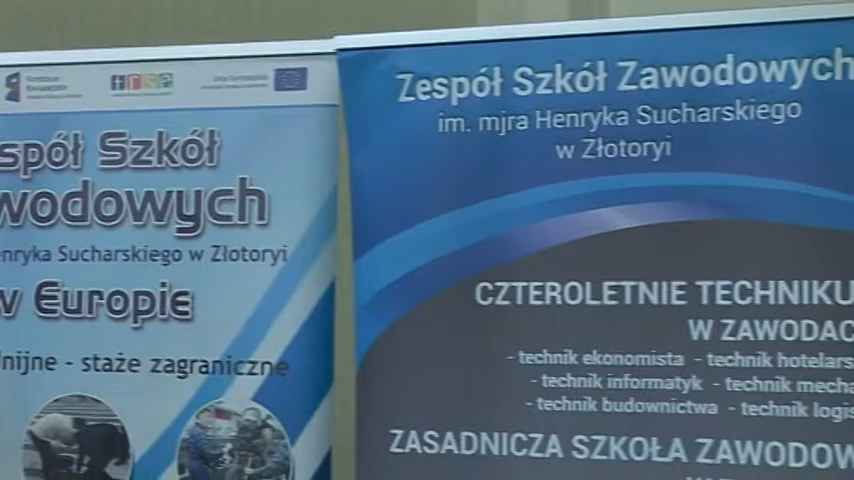 frse
spół Szkół
wodowych
enryka Sucharskiego w Złotoryi
w Europie
nijne - staże zagraniczne
Zespół Szkół Zawodowych
im. mjra Henryka Sucharskiego
w Złotoryi
CZTEROLETNIE TECHNIKU
W ZAWODAC
- technik ekonomista - technik hotelars
- technik informatyk - technik mecha
- technik budownictwa - technik logis
ZASADNICZA SZKOŁA ZAWODOW